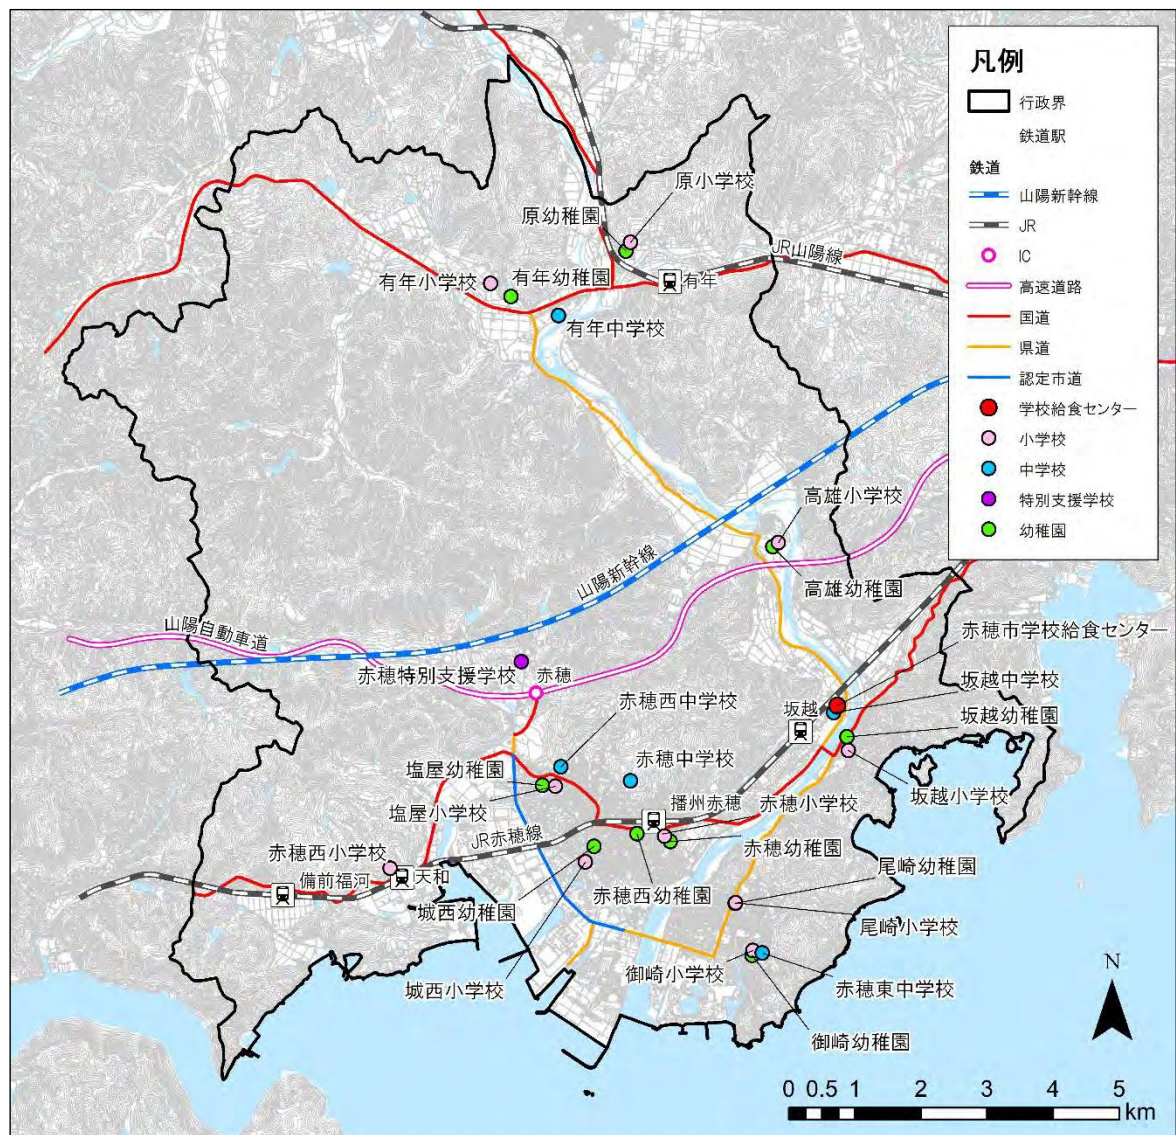 凡例
行政界
鉄道駅
鉄道
山陽新幹線
JR
IC
高速道路
国道
県道
認定市道
学校給食センター
小学校
中学校
特別支援学校
幼稚園
原小学校
原幼稚園
JR山陽線
有年小学校
有年幼稚園
有年
有年中学校
高雄小学校
山陽新幹線
高雄幼稚園
山陽自動車道
赤穂市学校給食センター
赤穂特別支援学校
赤穂
坂越中学校
赤穂西中学校
坂越
坂越幼稚園
塩屋幼稚園
赤穂中学校
坂越小学校
塩屋小学校
播州赤穂
赤穂小学校
JR赤穂線
赤穂西小学校
赤穂幼稚園
尾崎幼稚園
備前福河
天和
赤穂西幼稚園
城西幼稚園
尾崎小学校
御崎小学校
城西小学校
赤穂東中学校
御崎幼稚園
N
0 0.5 1 2 3 4 5
km